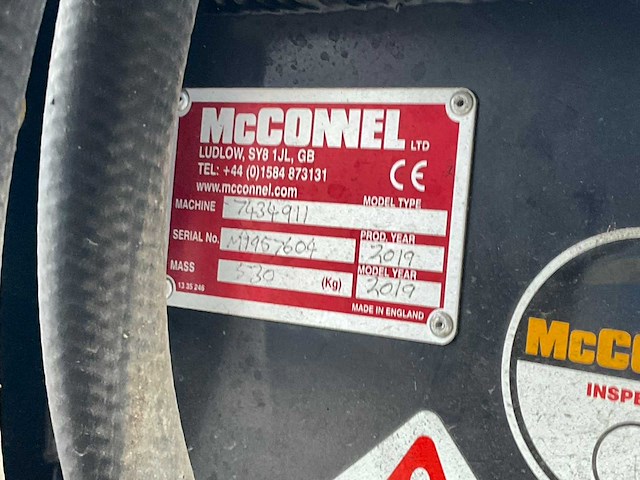 McCONNEL LTD
LUDLOW, SY8 1JL, GB
TEL: +44 (0)1584 873131
www.mcconnel.com
MACHINE 7434911 MODEL TYPE
SERIAL No. M1957604 PROD. YEAR 2019
MASS 530 (Kg) MODEL YEAR 2019
13 35 246
MADE IN ENGLAND
CE
McCO
INSPE